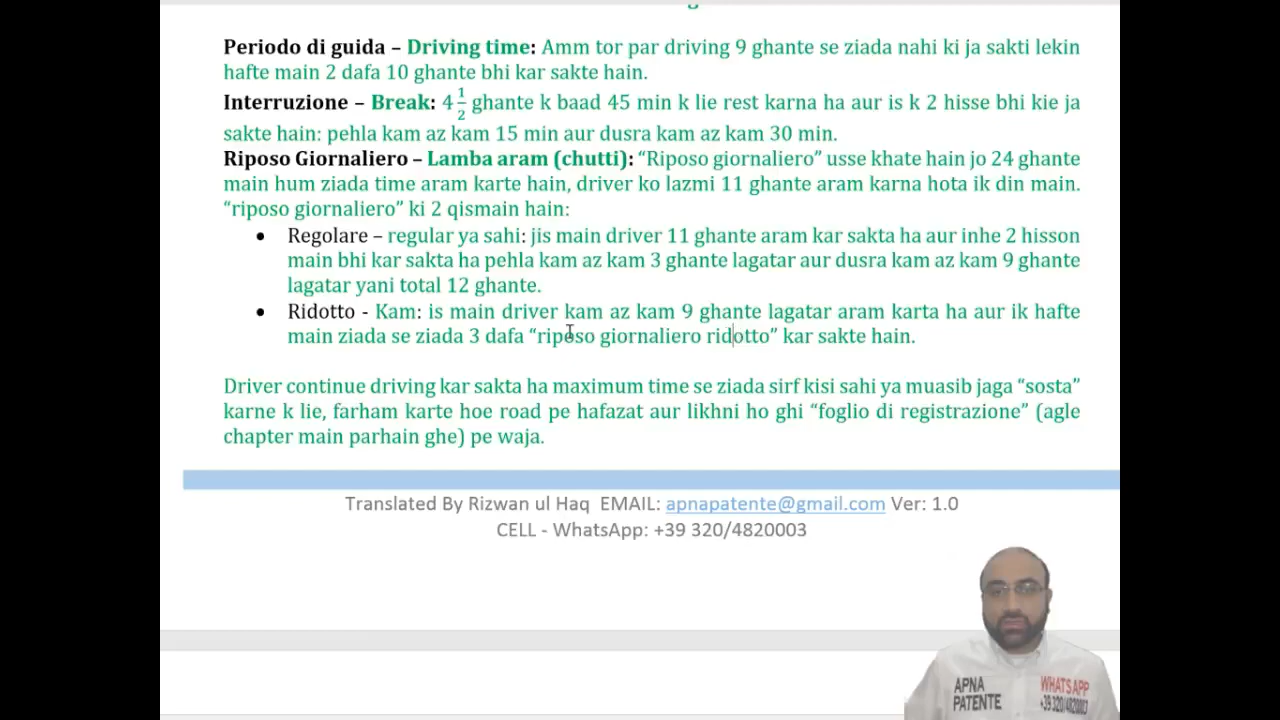 Periodo di guida – Driving time: Amm tor par driving 9 ghante se ziada nahi ki ja sakti lekin
hafte main 2 dafa 10 ghante bhi kar sakte hain.
Interruzione – Break: 4 1/2 ghante k baad 45 min k lie rest karna ha aur is k 2 hisse bhi kie ja
sakte hain: pehla kam az kam 15 min aur dusra kam az kam 30 min.
Riposo Giornaliero – Lamba aram (chutti): “Riposo giornaliero” usse khate hain jo 24 ghante
main hum ziada time aram karte hain, driver ko lazmi 11 ghante aram karna hota ik din main.
“riposo giornaliero” ki 2 qismain hain:
• Regolare – regular ya sahi: jis main driver 11 ghante aram kar sakta ha aur inhe 2 hisson
main bhi kar sakta ha pehla kam az kam 3 ghante lagatar aur dusra kam az kam 9 ghante
lagatar yani total 12 ghante.
• Ridotto - Kam: is main driver kam az kam 9 ghante lagatar aram karta ha aur ik hafte
main ziada se ziada 3 dafa “riposo giornaliero ridotto” kar sakte hain.
Driver continue driving kar sakta ha maximum time se ziada sirf kisi sahi ya muasib jaga “sosta”
karne k lie, farham karte hoe road pe hafazat aur likhni ho ghi “foglio di registrazione” (agle
chapter main parhain ghe) pe waja.
Translated By Rizwan ul Haq EMAIL: apnapatente@gmail.com Ver: 1.0
CELL - WhatsApp: +39 320/4820003
APNA
PATENTE
WHATSAPP
+39 320/4820003